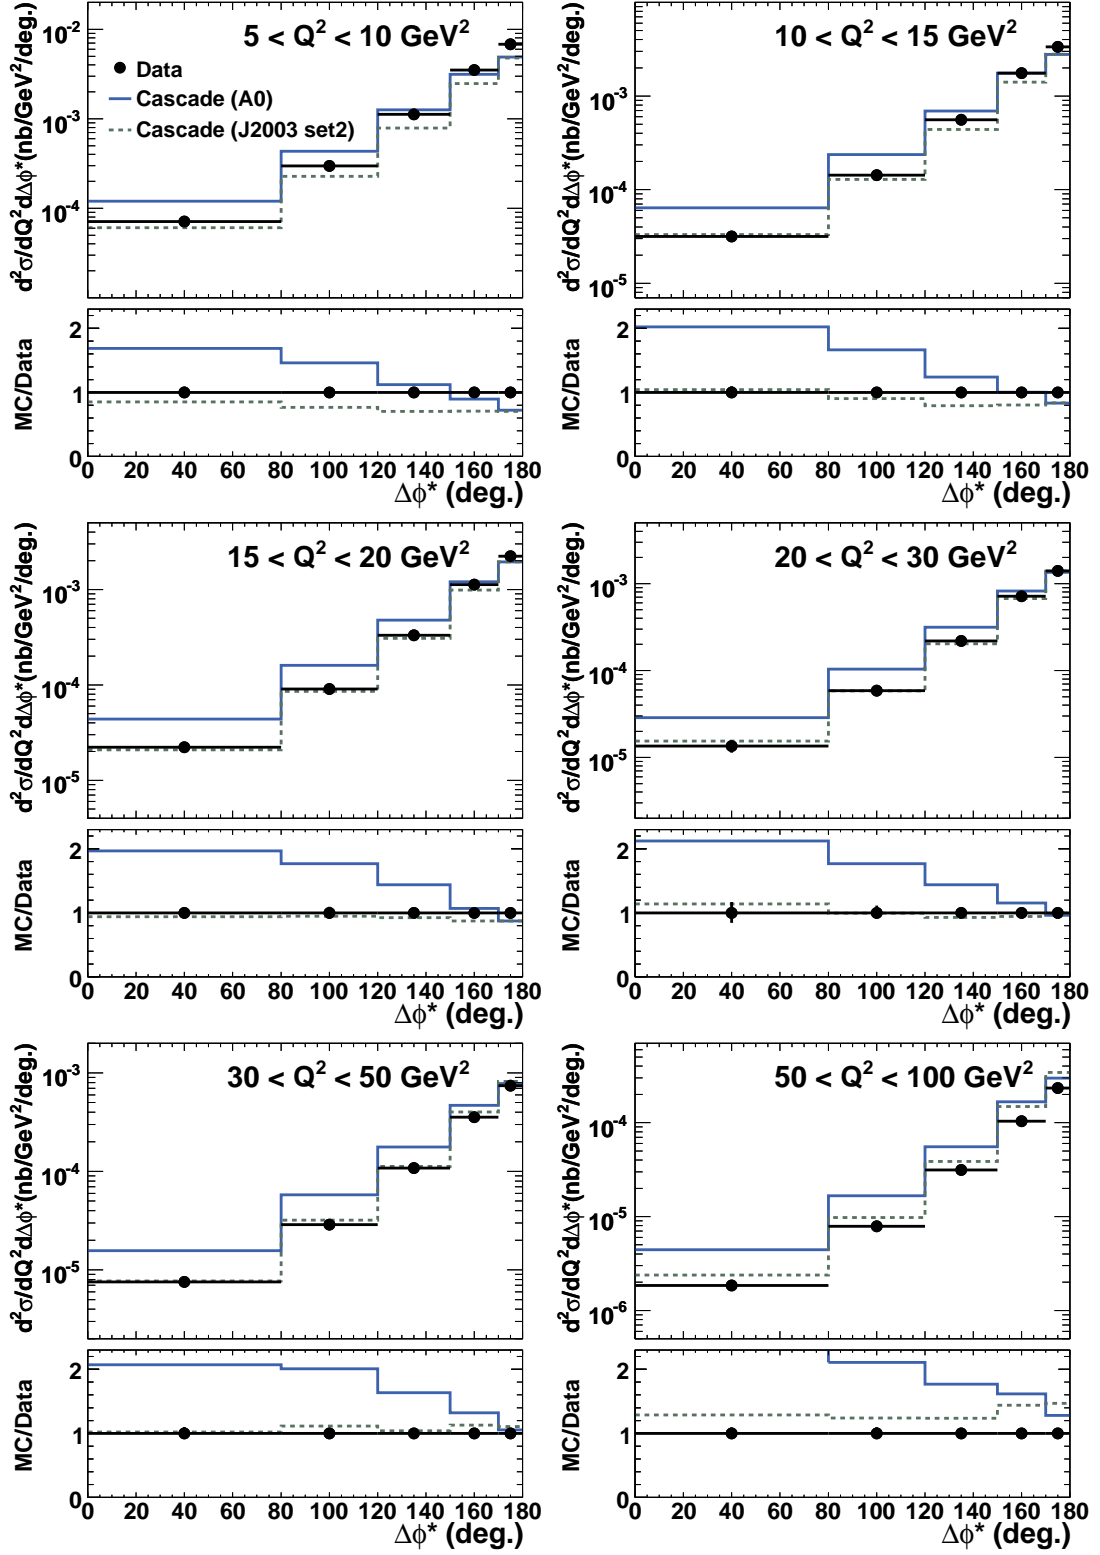 5 < Q² < 10 GeV²
d²σ/dQ²dΔϕ*(nb/GeV²/deg.)
10⁻²
10⁻³
10⁻⁴
Data
Cascade (A0)
Cascade (J2003 set2)
MC/Data
2
1
0
0 20 40 60 80 100 120 140 160 180
Δϕ* (deg.)
10 < Q² < 15 GeV²
d²σ/dQ²dΔϕ*(nb/GeV²/deg.)
10⁻³
10⁻⁴
10⁻⁵
MC/Data
2
1
0
0 20 40 60 80 100 120 140 160 180
Δϕ* (deg.)
15 < Q² < 20 GeV²
d²σ/dQ²dΔϕ*(nb/GeV²/deg.)
10⁻³
10⁻⁴
10⁻⁵
MC/Data
2
1
0
0 20 40 60 80 100 120 140 160 180
Δϕ* (deg.)
20 < Q² < 30 GeV²
d²σ/dQ²dΔϕ*(nb/GeV²/deg.)
10⁻³
10⁻⁴
10⁻⁵
MC/Data
2
1
0
0 20 40 60 80 100 120 140 160 180
Δϕ* (deg.)
30 < Q² < 50 GeV²
d²σ/dQ²dΔϕ*(nb/GeV²/deg.)
10⁻³
10⁻⁴
10⁻⁵
MC/Data
2
1
0
0 20 40 60 80 100 120 140 160 180
Δϕ* (deg.)
50 < Q² < 100 GeV²
d²σ/dQ²dΔϕ*(nb/GeV²/deg.)
10⁻⁴
10⁻⁵
10⁻⁶
MC/Data
2
1
0
0 20 40 60 80 100 120 140 160 180
Δϕ* (deg.)